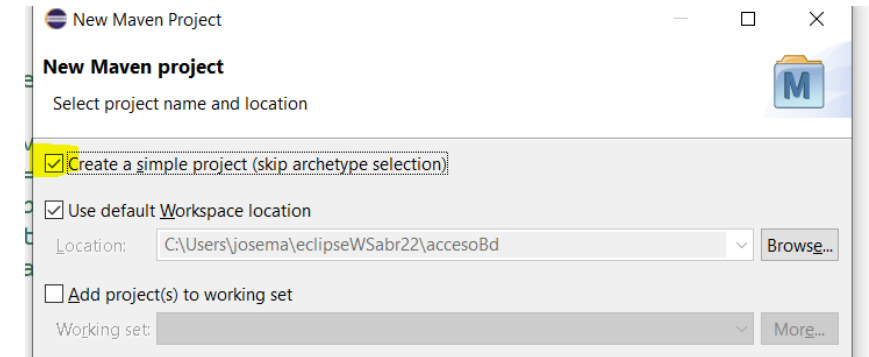 New Maven Project
New Maven project
Select project name and location
M
Create a simple project (skip archetype selection)
Use default Workspace location
Location: C:\Users\josema\eclipseWSabr22\accesoBd Browse...
Add project(s) to working set
Working set: More...